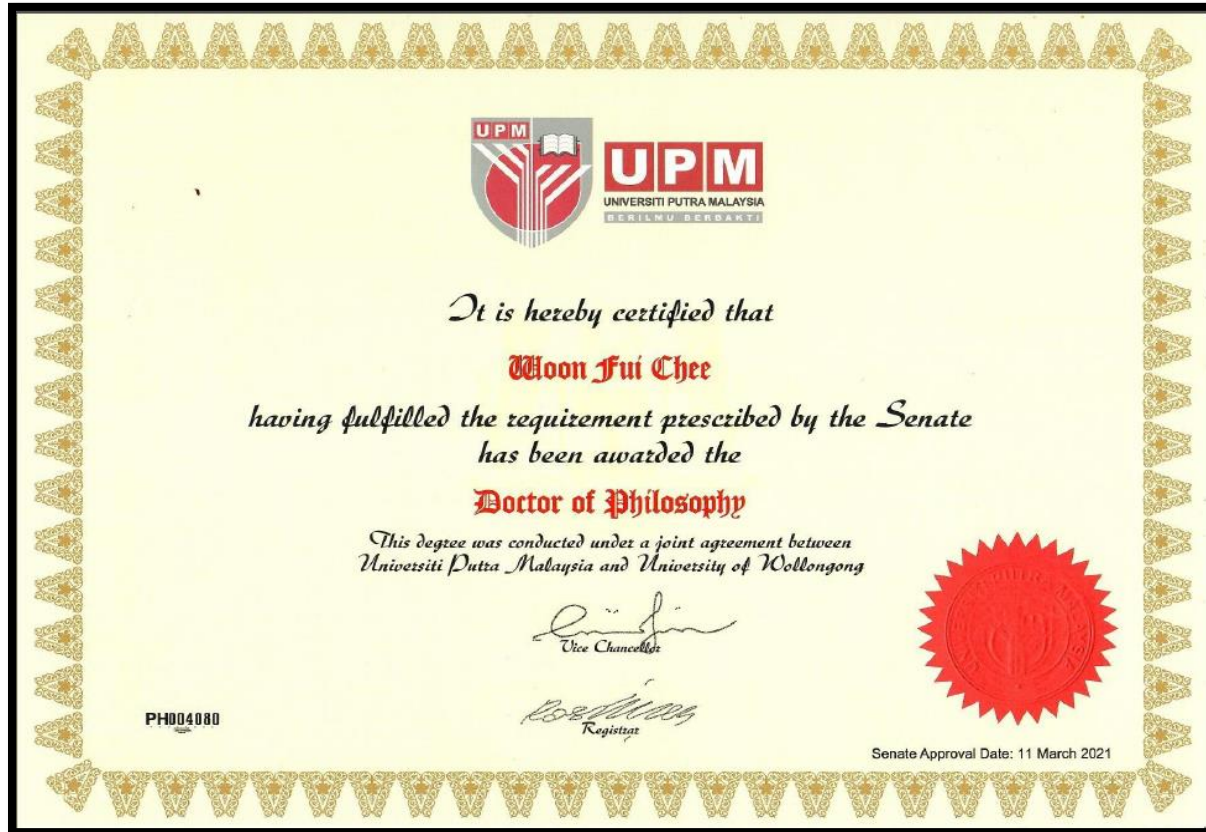 UPM
UPM
UNIVERSITI PUTRA MALAYSIA
BERILMU BERBAKTI
It is hereby certified that
Woon Fui Chee
having fulfilled the requirement prescribed by the Senate
has been awarded the
Doctor of Philosophy
This degree was conducted under a joint agreement between
Universiti Putra Malaysia and University of Wollongong
Vice Chancellor
PH004080
Registrar
Senate Approval Date: 11 March 2021